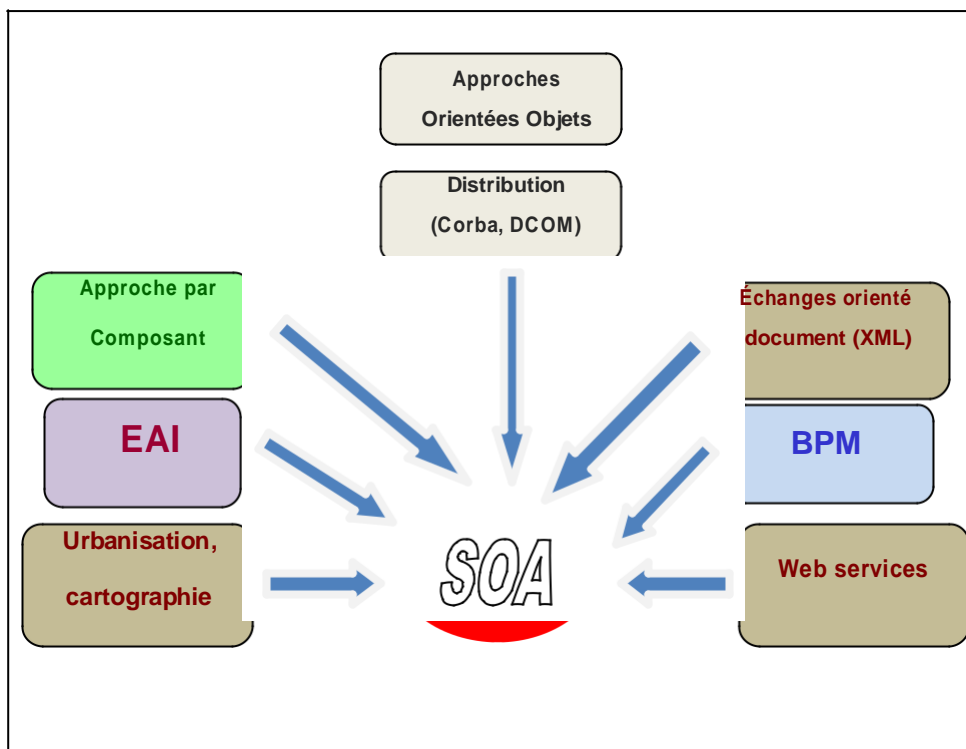 Approches
Orientées Objets
Distribution
(Corba, DCOM)
Approche par
Composant
Échanges orienté
document (XML)
EAI
BPM
Urbanisation,
cartographie
SOA
Web services